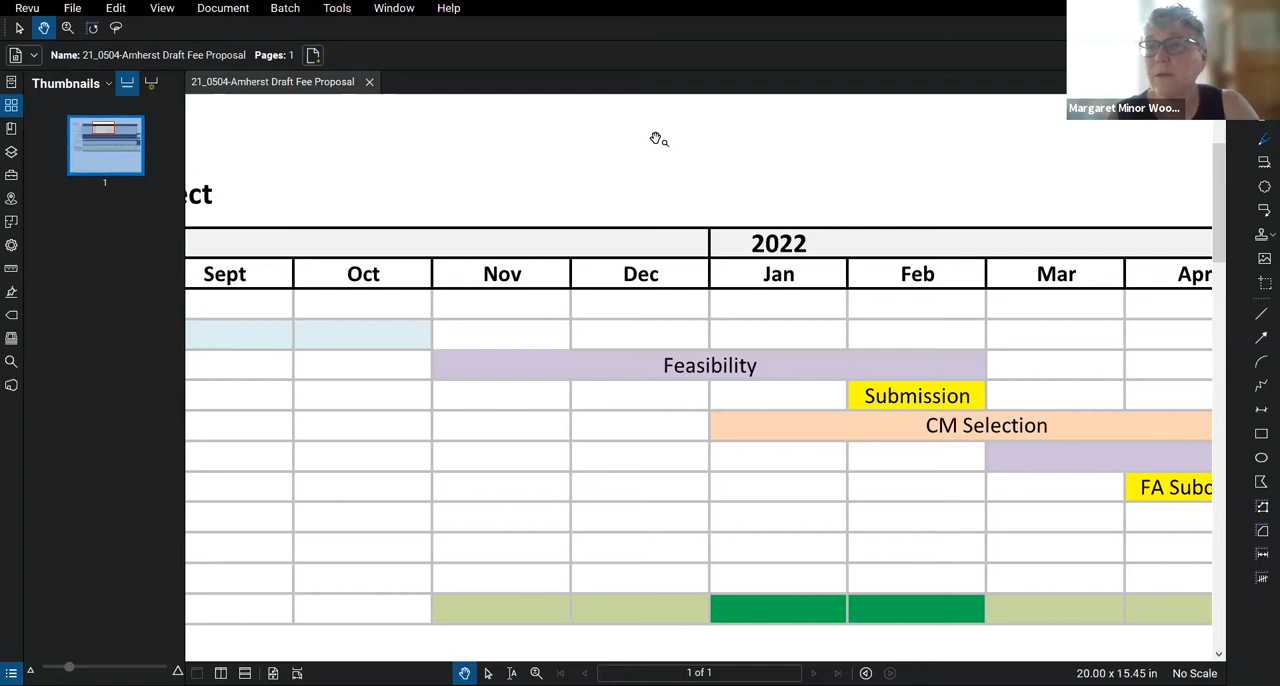 Revu File Edit View Document Batch Tools Window Help
Name: 21_0504-Amherst Draft Fee Proposal Pages: 1
Thumbnails
21_0504-Amherst Draft Fee Proposal
Margaret Minor Woo...
1
ect
2022
Sept Oct Nov Dec Jan Feb Mar Apr
Feasibility
Submission
CM Selection
FA Subc
1 of 1
20.00 x 15.45 in No Scale